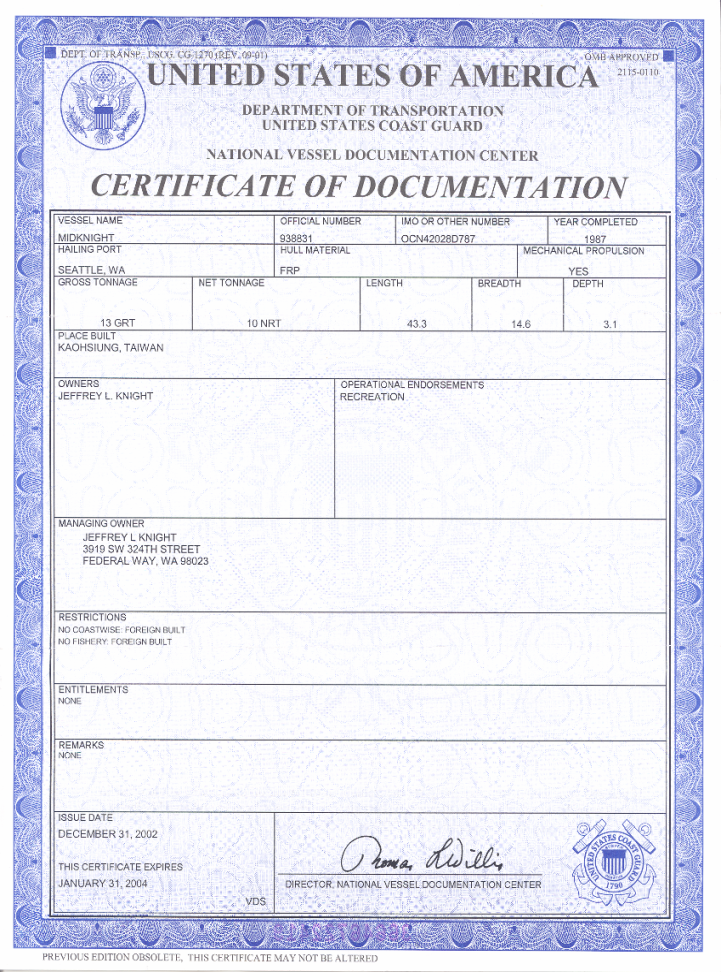 DEPT. OF TRANSP., USCG, CG-1270 (REV. 09-01)
OMB APPROVED
2115-0110
UNITED STATES OF AMERICA
DEPARTMENT OF TRANSPORTATION
UNITED STATES COAST GUARD
NATIONAL VESSEL DOCUMENTATION CENTER
CERTIFICATE OF DOCUMENTATION
VESSEL NAME OFFICIAL NUMBER IMO OR OTHER NUMBER YEAR COMPLETED
MIDKNIGHT 938831 OCN42028D787 1987
HAILING PORT HULL MATERIAL MECHANICAL PROPULSION
SEATTLE, WA FRP YES
GROSS TONNAGE NET TONNAGE LENGTH BREADTH DEPTH
13 GRT 10 NRT 43.3 14.6 3.1
PLACE BUILT
KAOHSIUNG, TAIWAN
OWNERS OPERATIONAL ENDORSEMENTS
JEFFREY L. KNIGHT RECREATION
MANAGING OWNER
JEFFREY L KNIGHT
3919 SW 324TH STREET
FEDERAL WAY, WA 98023
RESTRICTIONS
NO COASTWISE: FOREIGN BUILT
NO FISHERY: FOREIGN BUILT
ENTITLEMENTS
NONE
REMARKS
NONE
ISSUE DATE
DECEMBER 31, 2002
THIS CERTIFICATE EXPIRES
JANUARY 31, 2004
VDS
Thomas L Willis
DIRECTOR, NATIONAL VESSEL DOCUMENTATION CENTER
UNITED STATES COAST GUARD
1790
PREVIOUS EDITION OBSOLETE, THIS CERTIFICATE MAY NOT BE ALTERED